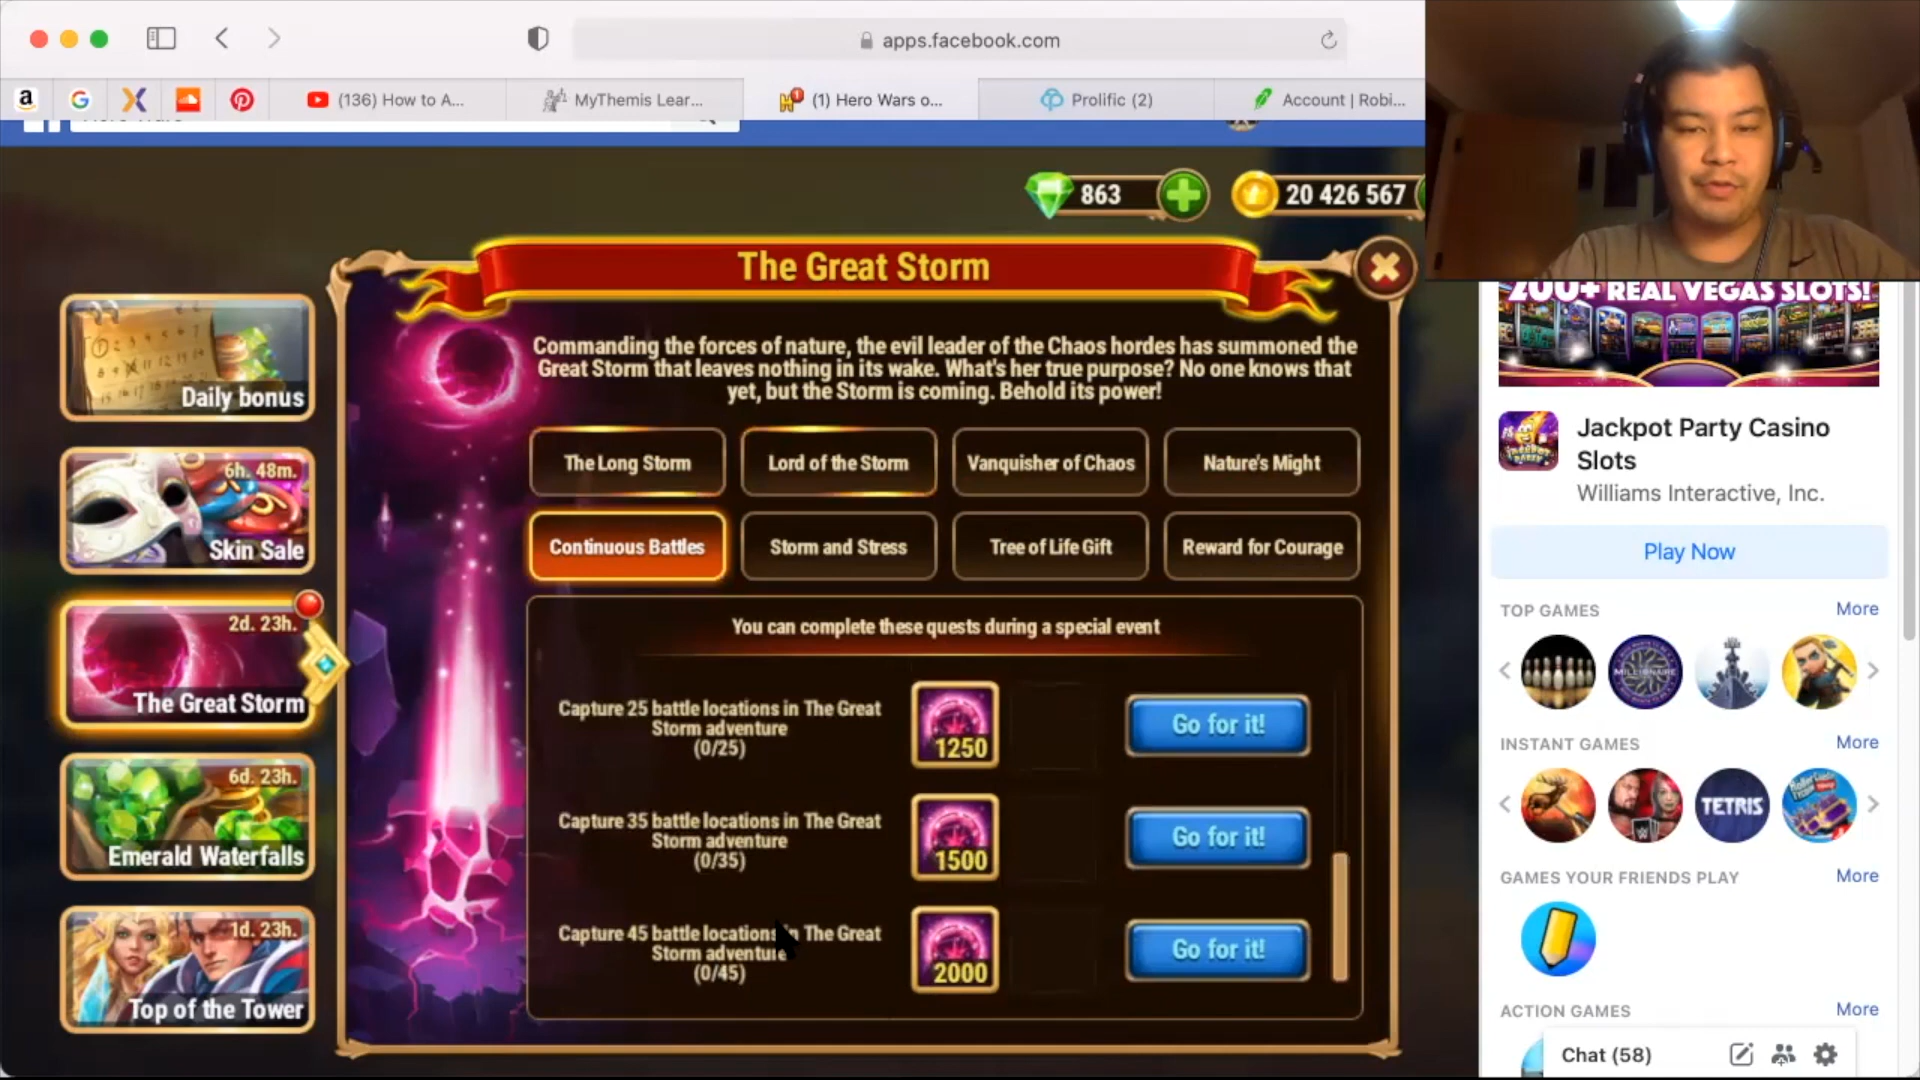 apps.facebook.com
(136) How to A...
MyThemis Lear...
(1) Hero Wars o...
Prolific (2)
Account | Robi...
863
20 426 567
The Great Storm
Commanding the forces of nature, the evil leader of the Chaos hordes has summoned the
Great Storm that leaves nothing in its wake. What's her true purpose? No one knows that
yet, but the Storm is coming. Behold its power!
Daily bonus
6h. 48m.
Skin Sale
2d. 23h.
The Great Storm
6d. 23h.
Emerald Waterfalls
1d. 23h.
Top of the Tower
The Long Storm
Lord of the Storm
Vanquisher of Chaos
Nature's Might
Continuous Battles
Storm and Stress
Tree of Life Gift
Reward for Courage
You can complete these quests during a special event
Capture 25 battle locations in The Great
Storm adventure
(0/25)
1250
Go for it!
Capture 35 battle locations in The Great
Storm adventure
(0/35)
1500
Go for it!
Capture 45 battle locations in The Great
Storm adventure
(0/45)
2000
Go for it!
200+ REAL VEGAS SLOTS!
Jackpot Party Casino
Slots
Williams Interactive, Inc.
Play Now
TOP GAMES
More
MILLIONAIRE
INSTANT GAMES
More
TETRIS
GAMES YOUR FRIENDS PLAY
More
ACTION GAMES
More
Chat (58)